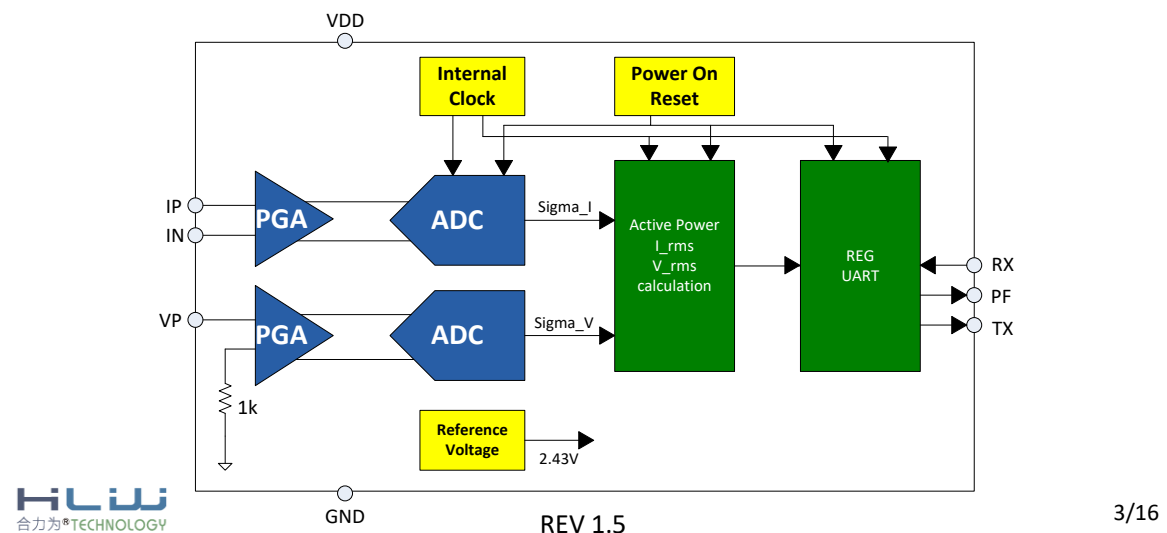 VDD
Internal
Clock
Power On
Reset
IP
IN
PGA
ADC
Sigma_I
Active Power
I_rms
V_rms
calculation
REG
UART
RX
PF
TX
VP
PGA
ADC
Sigma_V
1k
Reference
Voltage
2.43V
HLW
合力为®TECHNOLOGY
GND
REV 1.5
3/16